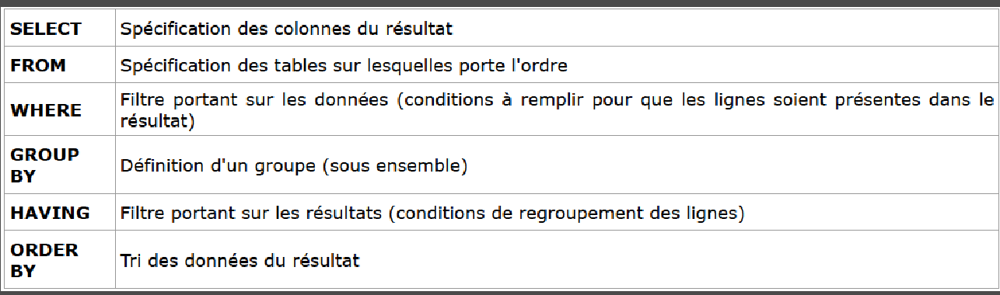 SELECT Spécification des colonnes du résultat
FROM Spécification des tables sur lesquelles porte l'ordre
WHERE Filtre portant sur les données (conditions à remplir pour que les lignes soient présentes dans le
résultat)
GROUP
BY
Définition d'un groupe (sous ensemble)
HAVING Filtre portant sur les résultats (conditions de regroupement des lignes)
ORDER
BY
Tri des données du résultat